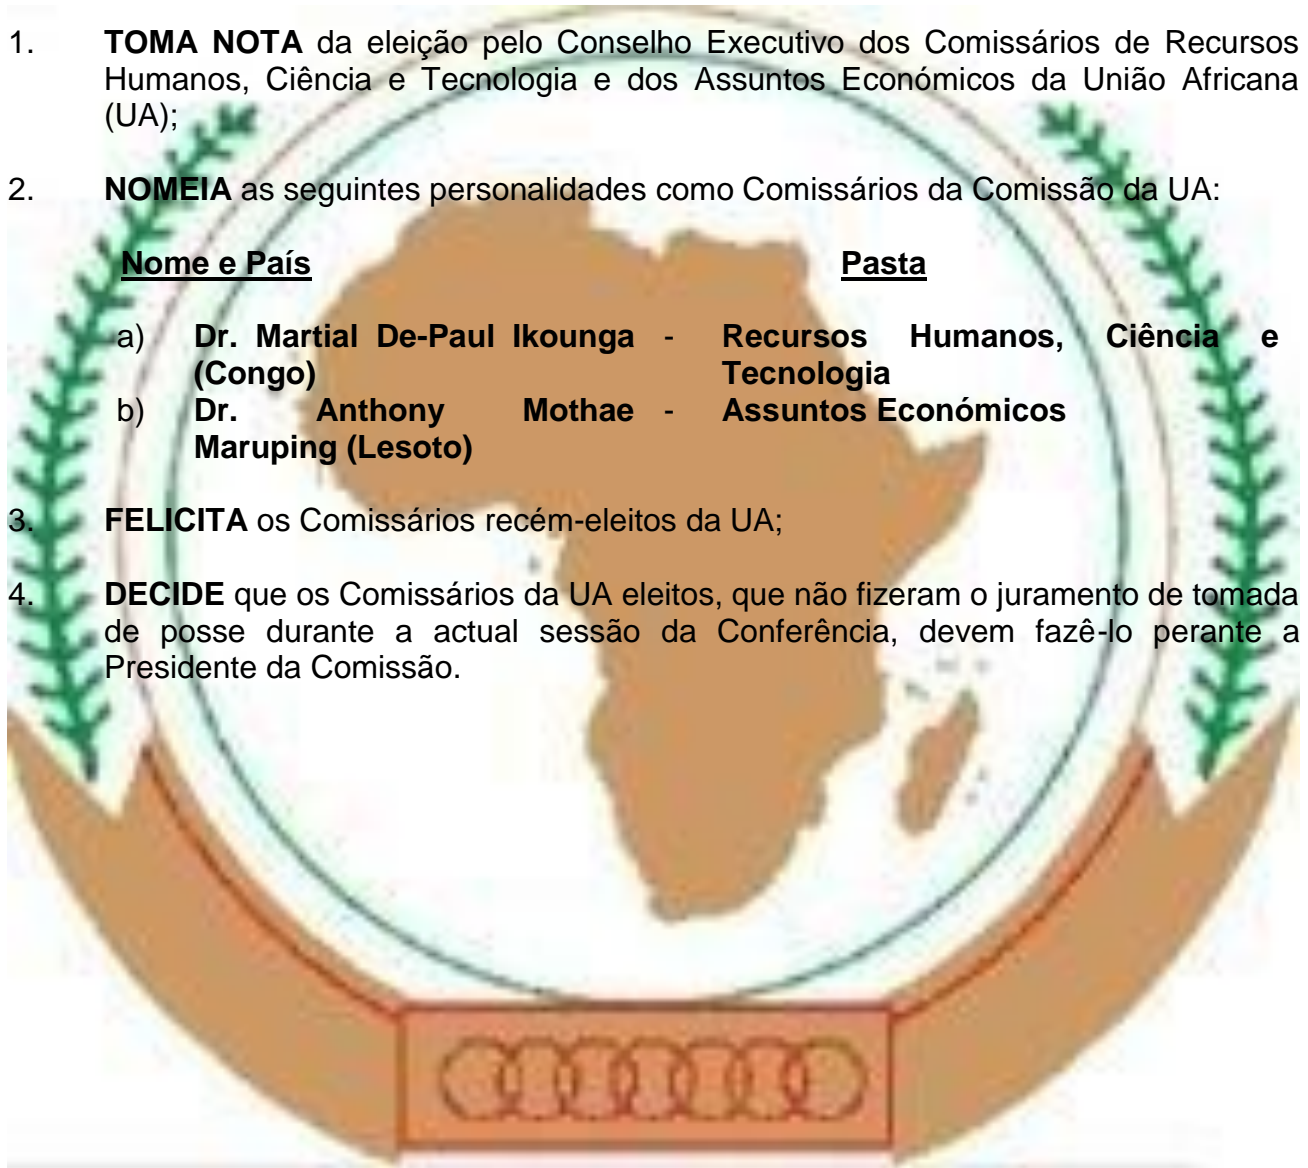 1. TOMA NOTA da eleição pelo Conselho Executivo dos Comissários de Recursos
Humanos, Ciência e Tecnologia e dos Assuntos Económicos da União Africana
(UA);
2. NOMEIA as seguintes personalidades como Comissários da Comissão da UA:
Nome e País Pasta
a) Dr. Martial De-Paul Ikounga - Recursos Humanos, Ciência e
(Congo) Tecnologia
b) Dr. Anthony Mothae - Assuntos Económicos
Maruping (Lesoto)
3. FELICITA os Comissários recém-eleitos da UA;
4. DECIDE que os Comissários da UA eleitos, que não fizeram o juramento de tomada
de posse durante a actual sessão da Conferência, devem fazê-lo perante a
Presidente da Comissão.